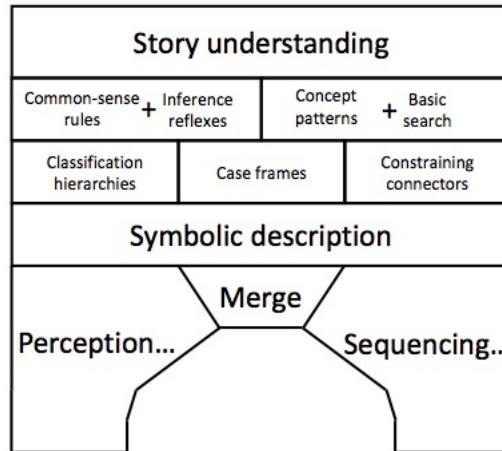 Story understanding
Common-sense rules + Inference reflexes
Concept patterns + Basic search
Classification hierarchies
Case frames
Constraining connectors
Symbolic description
Merge
Perception...
Sequencing...